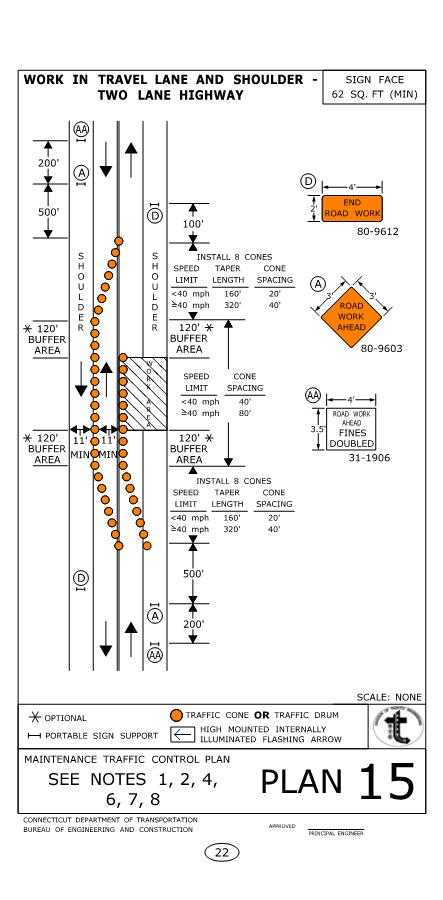 WORK IN TRAVEL LANE AND SHOULDER -
TWO LANE HIGHWAY
SIGN FACE
62 SQ. FT (MIN)
AA
200'
A
500'
D
100'
SHOULDER
SHOULDER
INSTALL 8 CONES
SPEED LIMIT TAPER LENGTH CONE SPACING
<40 mph 160' 20'
≥40 mph 320' 40'
* 120'
BUFFER
AREA
120' *
BUFFER
AREA
WORK AREA
SPEED LIMIT CONE SPACING
<40 mph 40'
≥40 mph 80'
11'
MIN
11'
MIN
* 120'
BUFFER
AREA
120' *
BUFFER
AREA
INSTALL 8 CONES
SPEED LIMIT TAPER LENGTH CONE SPACING
<40 mph 160' 20'
≥40 mph 320' 40'
D
500'
A
200'
AA
D
4'
2'
END
ROAD WORK
80-9612
A
3'
3'
ROAD
WORK
AHEAD
80-9603
AA
4'
3.5'
ROAD WORK
AHEAD
FINES
DOUBLED
31-1906
SCALE: NONE
* OPTIONAL
TRAFFIC CONE OR TRAFFIC DRUM
PORTABLE SIGN SUPPORT
HIGH MOUNTED INTERNALLY
ILLUMINATED FLASHING ARROW
MAINTENANCE TRAFFIC CONTROL PLAN
SEE NOTES 1, 2, 4,
6, 7, 8
PLAN 15
CONNECTICUT DEPARTMENT OF TRANSPORTATION
BUREAU OF ENGINEERING AND CONSTRUCTION
APPROVED
PRINCIPAL ENGINEER
22